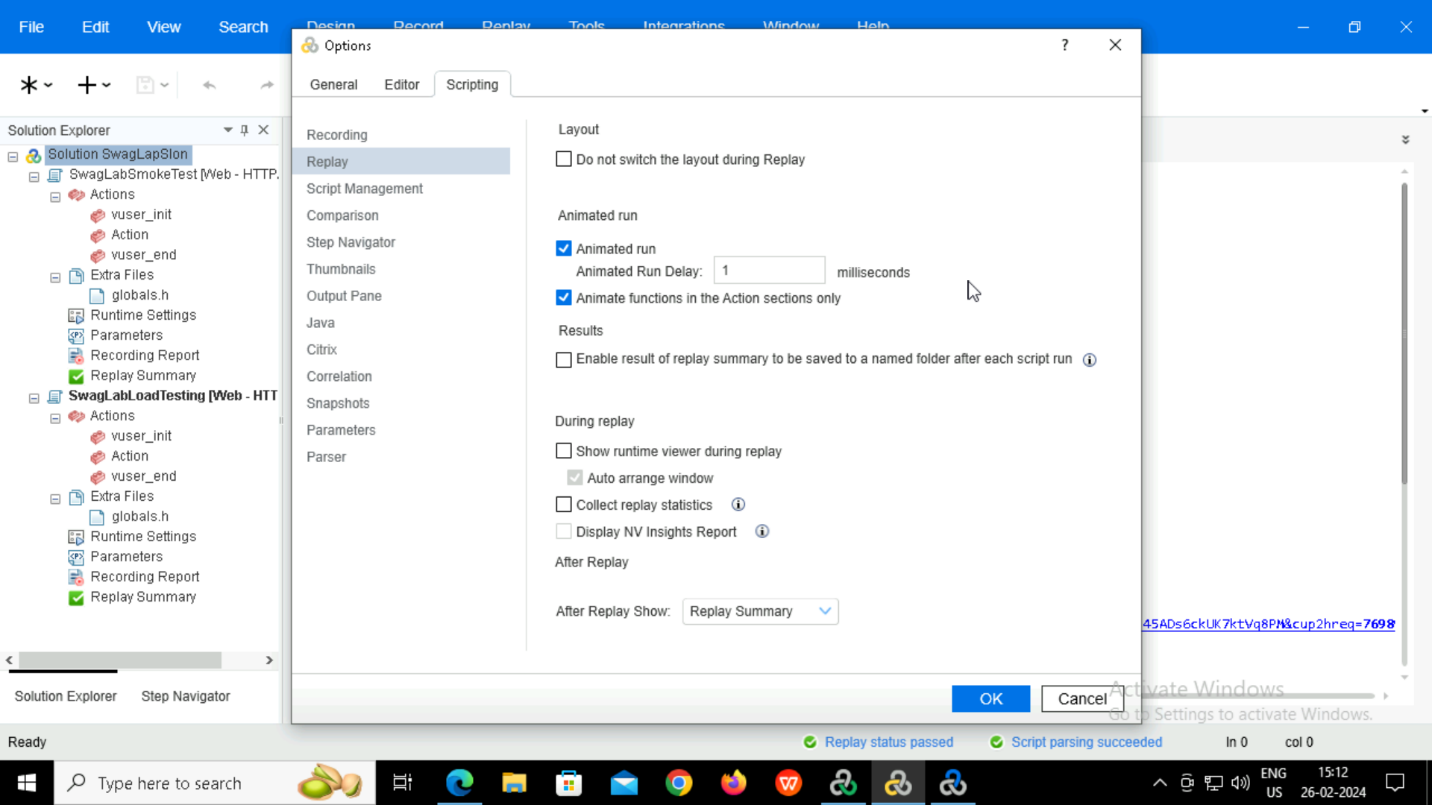 File Edit View Search Design Record Replay Tools Integrations Window Help
Options
?
General Editor Scripting
Solution Explorer
Solution SwagLapSlon
SwagLabSmokeTest [Web - HTTP.
Actions
vuser_init
Action
vuser_end
Extra Files
globals.h
Runtime Settings
Parameters
Recording Report
Replay Summary
SwagLabLoadTesting [Web - HTT
Actions
vuser_init
Action
vuser_end
Extra Files
globals.h
Runtime Settings
Parameters
Recording Report
Replay Summary
Solution Explorer Step Navigator
Recording
Replay
Script Management
Comparison
Step Navigator
Thumbnails
Output Pane
Java
Citrix
Correlation
Snapshots
Parameters
Parser
Layout
Do not switch the layout during Replay
Animated run
Animated run
Animated Run Delay: 1 milliseconds
Animate functions in the Action sections only
Results
Enable result of replay summary to be saved to a named folder after each script run
During replay
Show runtime viewer during replay
Auto arrange window
Collect replay statistics
Display NV Insights Report
After Replay
After Replay Show: Replay Summary
45ADs6ckUK7ktVq8PM&cup2hreq=7698
OK Cancel
Activate Windows
Go to Settings to activate Windows.
Ready Replay status passed Script parsing succeeded ln 0 col 0
Type here to search
ENG 15:12
US 26-02-2024